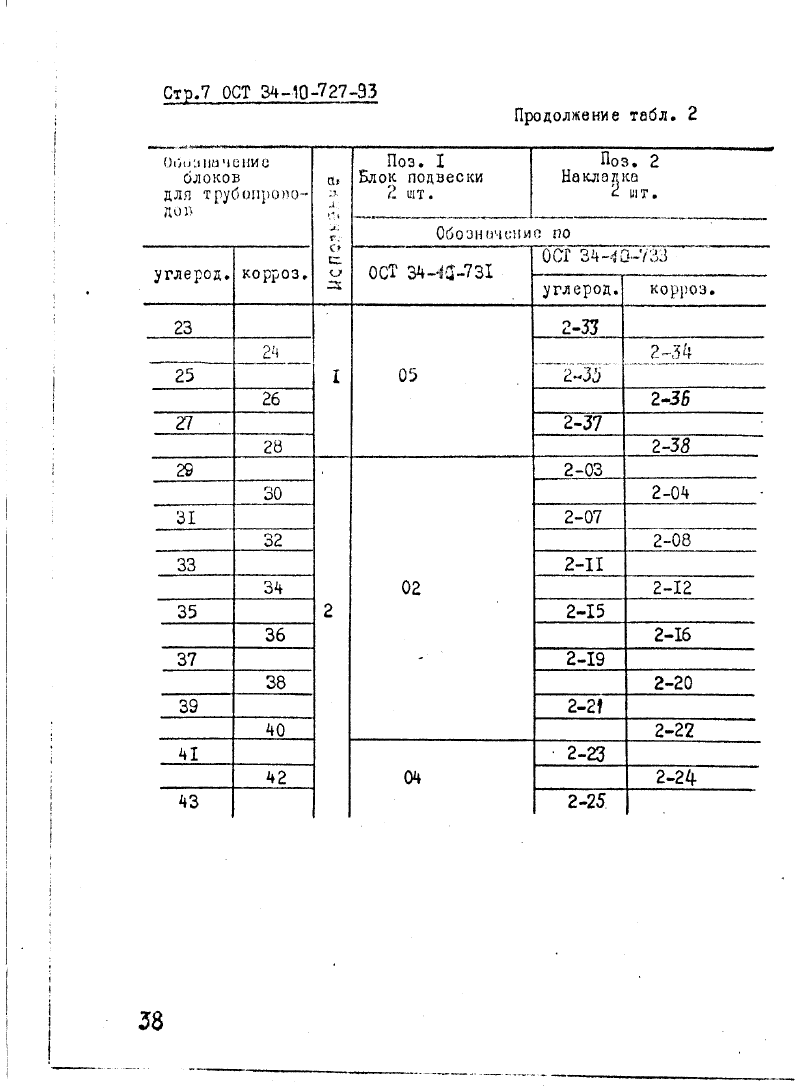 Стр.7 ОСТ 34-10-727-93
Продолжение табл. 2
Обозначение
блоков
для трубопрово-
дов
Исполнение
Поз. I
Блок подвески
2 шт.
Поз. 2
Накладка
2 шт.
Обозначение по
углерод. корроз.
ОСТ 34-10-731
ОСТ 34-10-733
углерод. корроз.
23 2-33
24 2-34
25 I 05 2-35
26 2-36
27 2-37
28 2-38
29 2-03
30 2-04
3I 2-07
32 2-08
33 2-II
34 02 2-I2
35 2 2-I5
36 2-I6
37 2-I9
38 2-20
39 2-21
40 2-22
4I 2-23
42 04 2-24
43 2-25
38